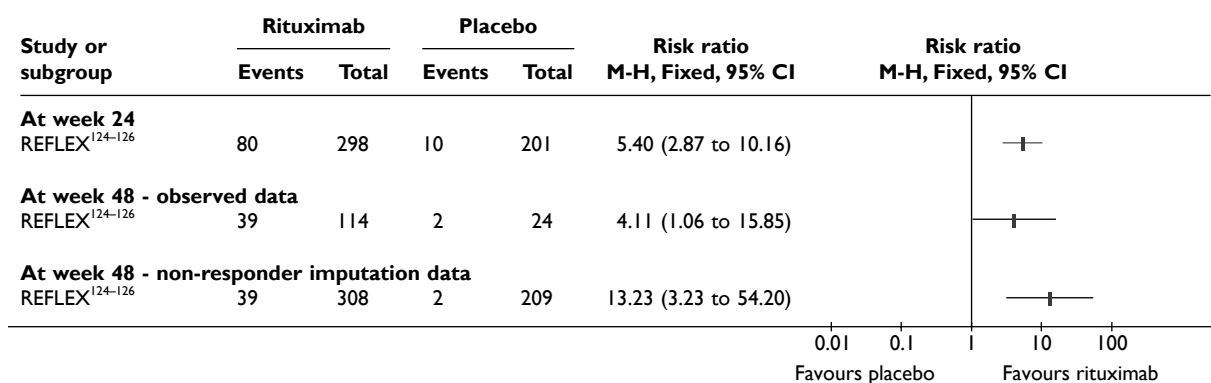 Rituximab Placebo
Study or subgroup Events Total Events Total Risk ratio M-H, Fixed, 95% CI Risk ratio M-H, Fixed, 95% CI
At week 24
REFLEX124–126 80 298 10 201 5.40 (2.87 to 10.16)
At week 48 - observed data
REFLEX124–126 39 114 2 24 4.11 (1.06 to 15.85)
At week 48 - non-responder imputation data
REFLEX124–126 39 308 2 209 13.23 (3.23 to 54.20)
0.01 0.1 1 10 100
Favours placebo Favours rituximab